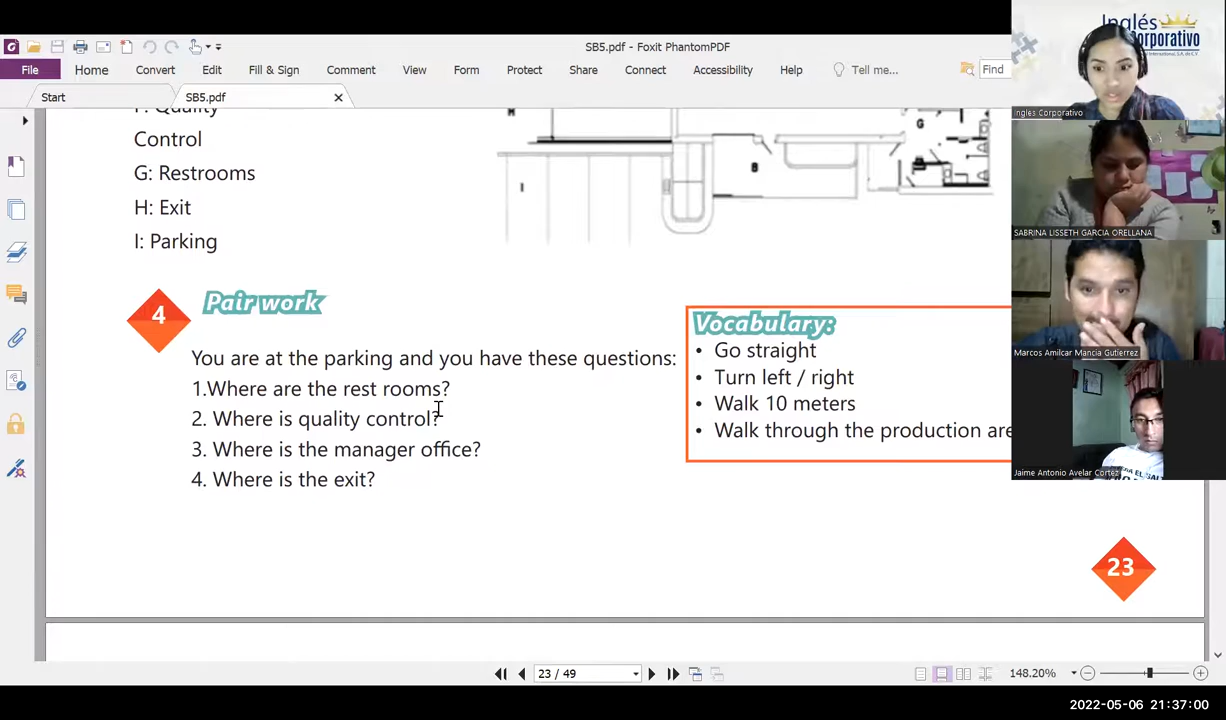 SB5.pdf - Foxit PhantomPDF
File Home Convert Edit Fill & Sign Comment View Form Protect Share Connect Accessibility Help Tell me... Find
Start SB5.pdf
Control
G: Restrooms
H: Exit
I: Parking
G
B
I
4 Pair work
You are at the parking and you have these questions:
1.Where are the rest rooms?
2. Where is quality control?
3. Where is the manager office?
4. Where is the exit?
Vocabulary:
• Go straight
• Turn left / right
• Walk 10 meters
• Walk through the production are
23
23 / 49
148.20%
Inglés
Corporativo
Ingles Corporativo
SABRINA LISSETH GARCIA ORELLANA
Marcos Amilcar Mancia Gutierrez
Jaime Antonio Avelar Cortez
2022-05-06 21:37:00